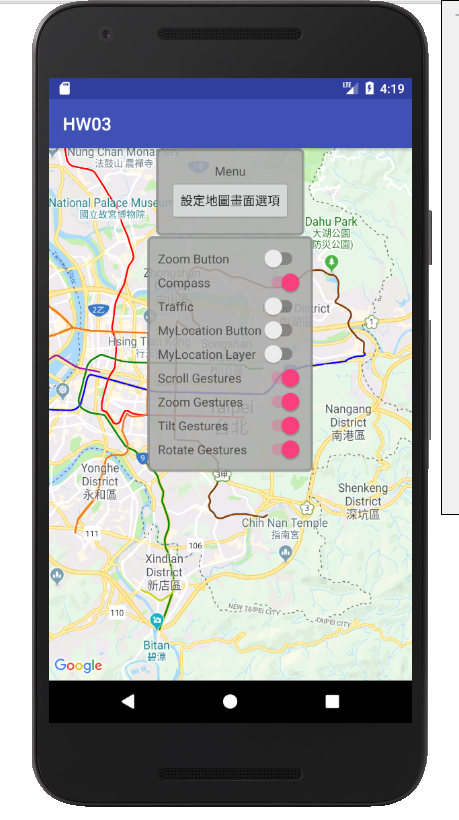 LTE 4:19
HW03
Nung Chan Monastery
法鼓山 農禪寺
Menu
設定地圖畫面選項
National Palace Museum
國立故宮博物院
Dahu Park
大湖公園
防災公園)
Zoom Button
Compass
Traffic
District
MyLocation Button
Hsing Tian Kong
MyLocation Layer
Scroll Gestures
Zoom Gestures
Taipei
台北
Tilt Gestures
Rotate Gestures
Nangang
District
南港區
Yonghe
District
永和區
Shenkeng
District
深坑區
Chih Nan Temple
指南宮
1
2乙
9
3甲
3
111
106
Xindian
District
新店區
110
NEW TAIPEI CITY
TAIPEI CITY
Bitan
碧潭
Google